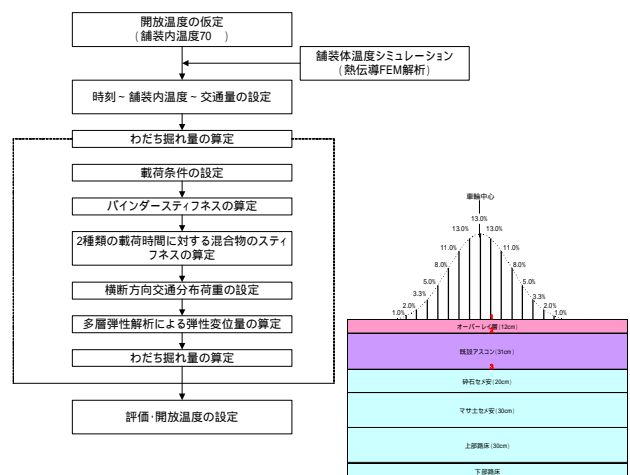 開放温度の仮定
(舗装内温度70　)
舗装体温度シミュレーション
(熱伝導FEM解析)
時刻~舗装内温度~交通量の設定
わだち掘れ量の算定
載荷条件の設定
バインダースティフネスの算定
2種類の載荷時間に対する混合物のスティ
フネスの算定
横断方向交通分布荷重の設定
多層弾性解析による弾性変位量の算定
わだち掘れ量の算定
評価・開放温度の設定
車輪中心
13.0%
13.0% 13.0%
11.0% 11.0%
8.0% 8.0%
5.0% 5.0%
3.3% 3.3%
2.0% 2.0%
1.0% 1.0%
オーバーレイ層(12cm)
既設アスコン(31cm)
3
砕石セメ安(20cm)
マサ土セメ安(30cm)
上部路床(30cm)
下部路床